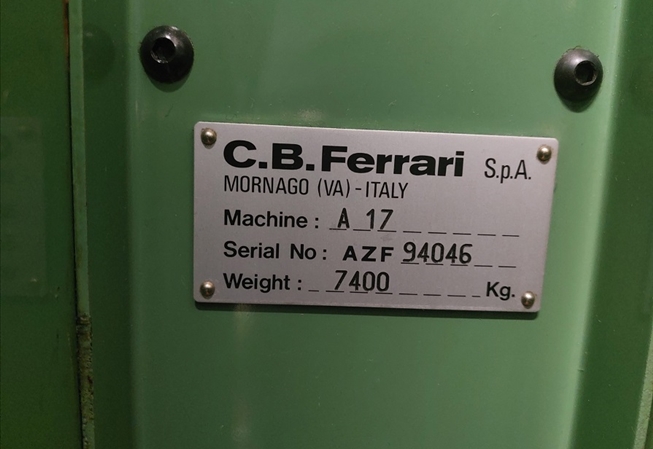 C.B.Ferrari S.p.A.
MORNAGO (VA) - ITALY
Machine : A 17
Serial No : AZF 94046
Weight : 7400 Kg.